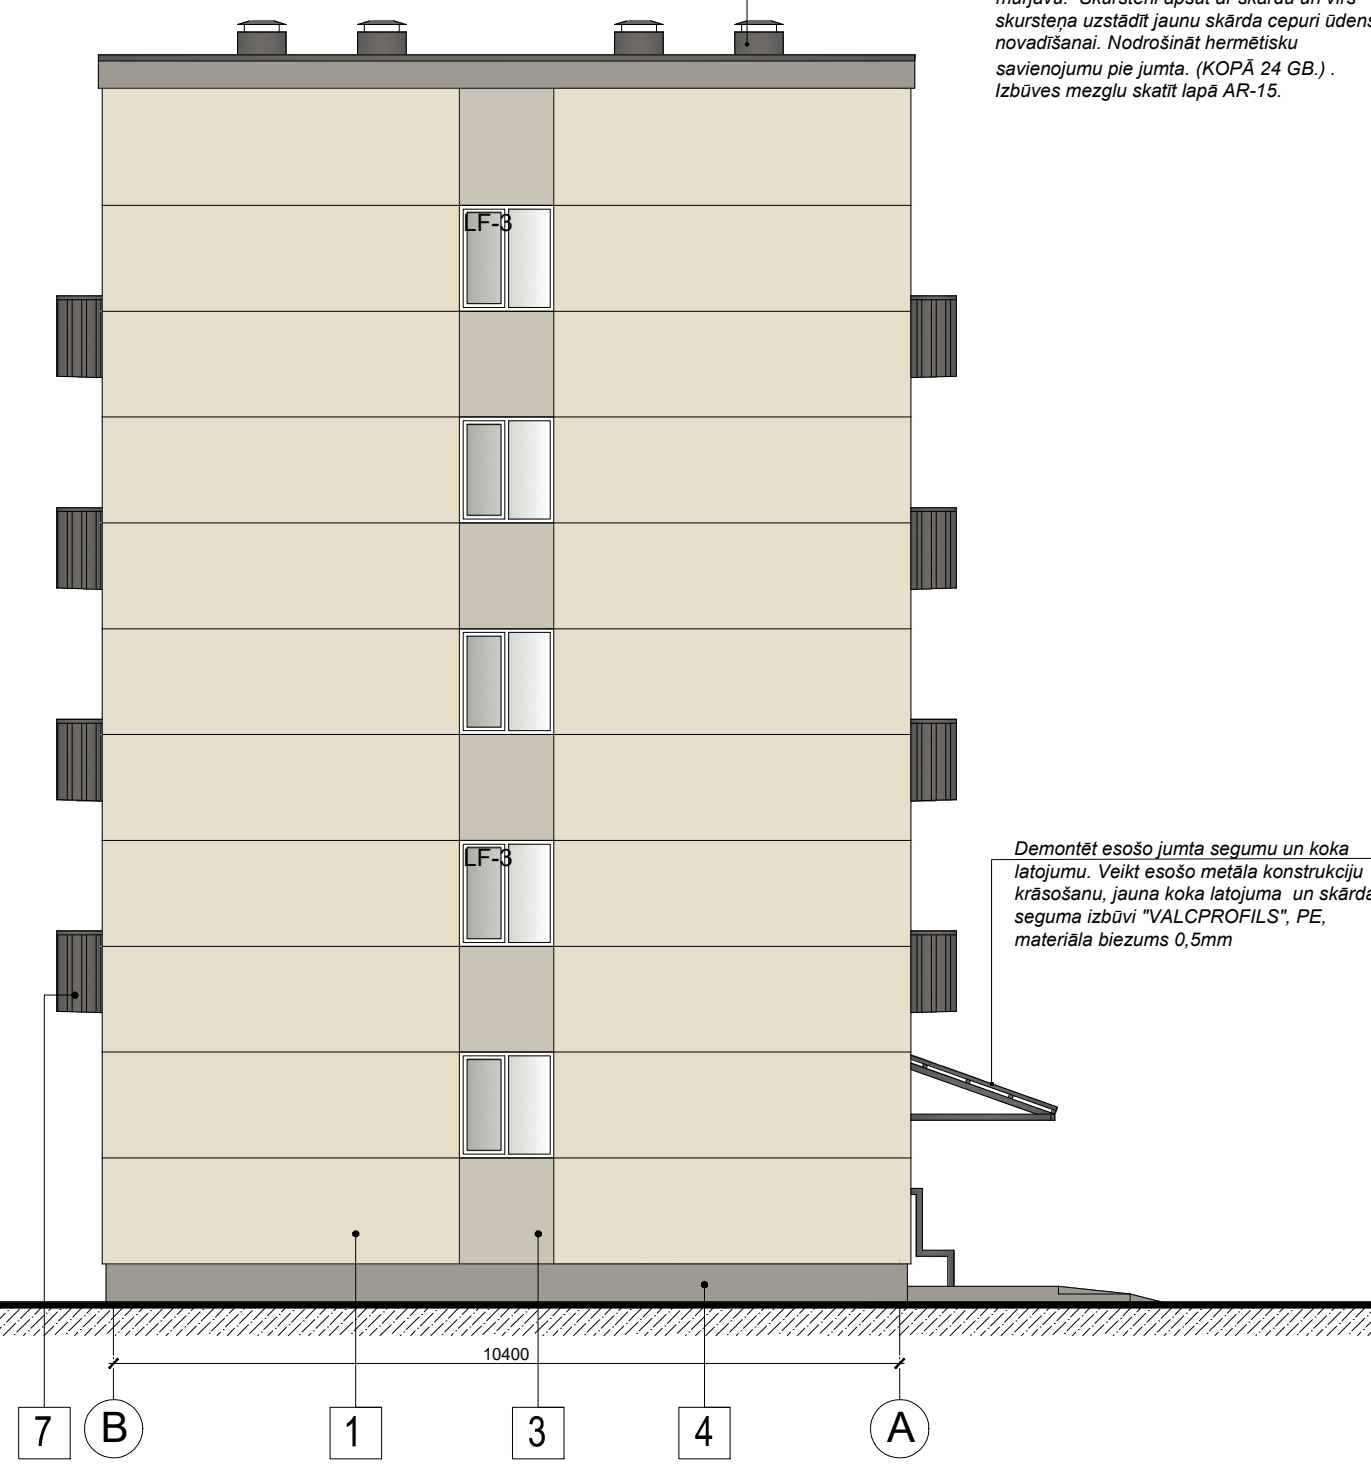 skursteņa uzstādīt jaunu skārda cepuri ūdens
novadīšanai. Nodrošināt hermētisku
savienojumu pie jumta. (KOPĀ 24 GB.) .
Izbūves mezglu skatīt lapā AR-15.
LF-3
Demontēt esošo jumta segumu un koka
latojumu. Veikt esošo metāla konstrukciju
krāsošanu, jauna koka latojuma un skārda
seguma izbūvi "VALCPROFILS", PE,
materiāla biezums 0,5mm
LF-3
10400
7 B 1 3 4 A